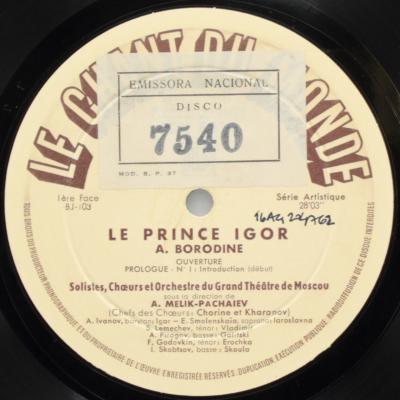 LE CHANT DU MONDE
EMISSORA NACIONAL
DISCO
7540
MOD. B. P. 37
1ère Face
BJ-103
Série Artistique
28'03"
LE PRINCE IGOR
A. BORODINE
OUVERTURE
PROLOGUE - N° 1: Introduction (début)
Solistes, Chœurs et Orchestre du Grand Théâtre de Moscou
sous la direction de
A. MELIK-PACHAIEV
(Chefs des Chœurs: Chorine et Kharanov)
A. Ivanov, baryton: Igor - E. Smolenskaïa, soprano: Iaroslavna
S. Lemechev, ténor: Vladimir
A. Pirogov, basse: Galitski
F. Godovkin, ténor: Erochka
I. Skobtsov, basse: Skoula
TOUS DROITS DU PRODUCTEUR PHONOGRAPHIQUE ET DU PROPRIÉTAIRE DE L'ŒUVRE ENREGISTRÉE RÉSERVÉS. DUPLICATION, EXÉCUTION PUBLIQUE, RADIODIFFUSION DE CE DISQUE INTERDITES